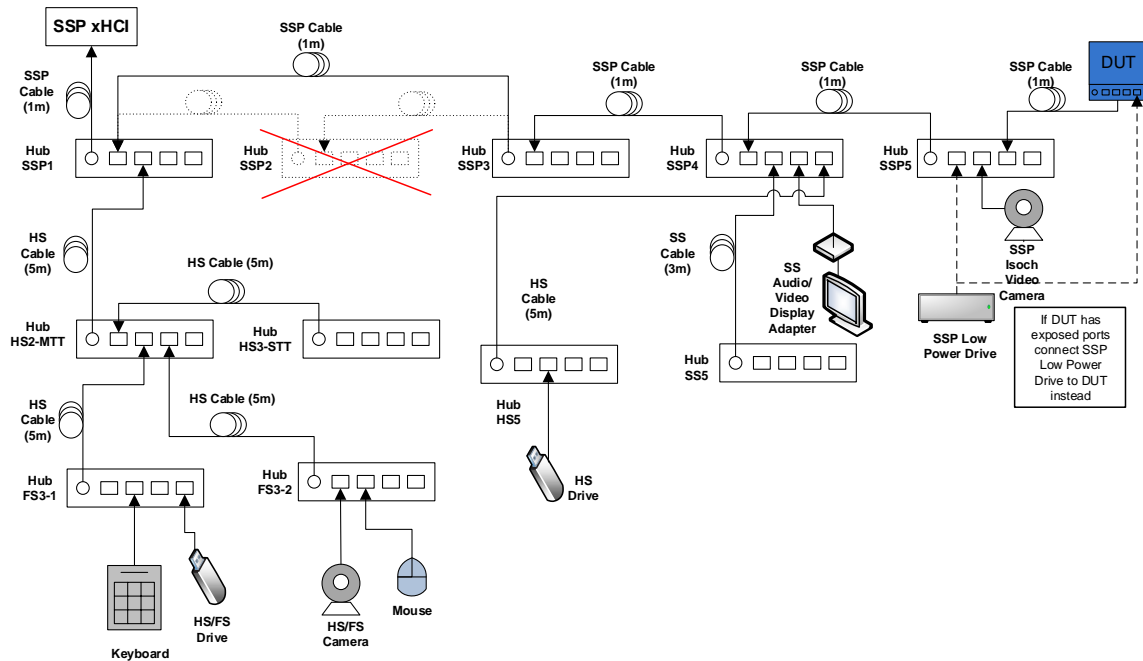 SSP xHCI
SSP Cable
(1m)
SSP
Cable
(1m)
SSP Cable
(1m)
SSP Cable
(1m)
SSP Cable
(1m)
DUT
Hub
SSP1
Hub
SSP2
Hub
SSP3
Hub
SSP4
Hub
SSP5
HS
Cable
(5m)
HS Cable (5m)
HS
Cable
(5m)
SS
Cable
(3m)
SS
Audio/
Video
Display
Adapter
SSP
Isoch
Video
Camera
SSP Low
Power Drive
If DUT has
exposed ports
connect SSP
Low Power
Drive to DUT
instead
Hub
HS2-MTT
Hub
HS3-STT
Hub
HS5
Hub
SS5
HS
Cable
(5m)
HS Cable (5m)
Hub
FS3-1
Hub
FS3-2
HS
Drive
Keyboard
HS/FS
Drive
HS/FS
Camera
Mouse